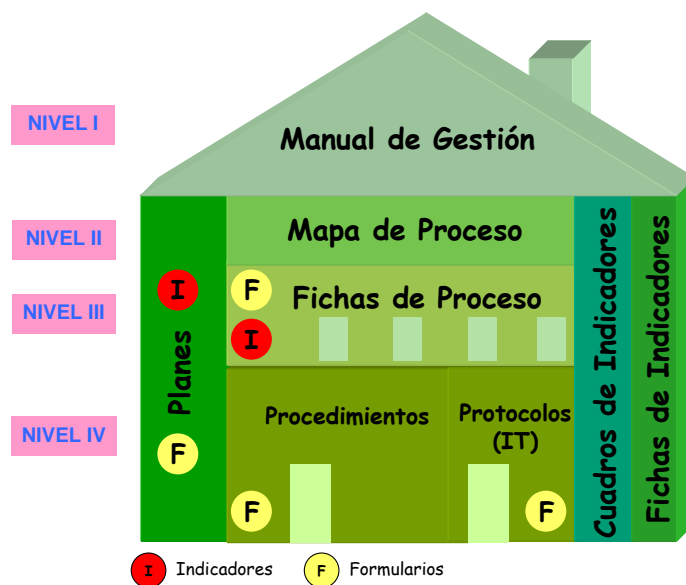 NIVEL I
Manual de Gestión
NIVEL II
Mapa de Proceso
NIVEL III
I
F
Fichas de Proceso
I
Planes
F
NIVEL IV
Procedimientos
Protocolos
(IT)
F
F
Cuadros de Indicadores
Fichas de Indicadores
I Indicadores
F Formularios